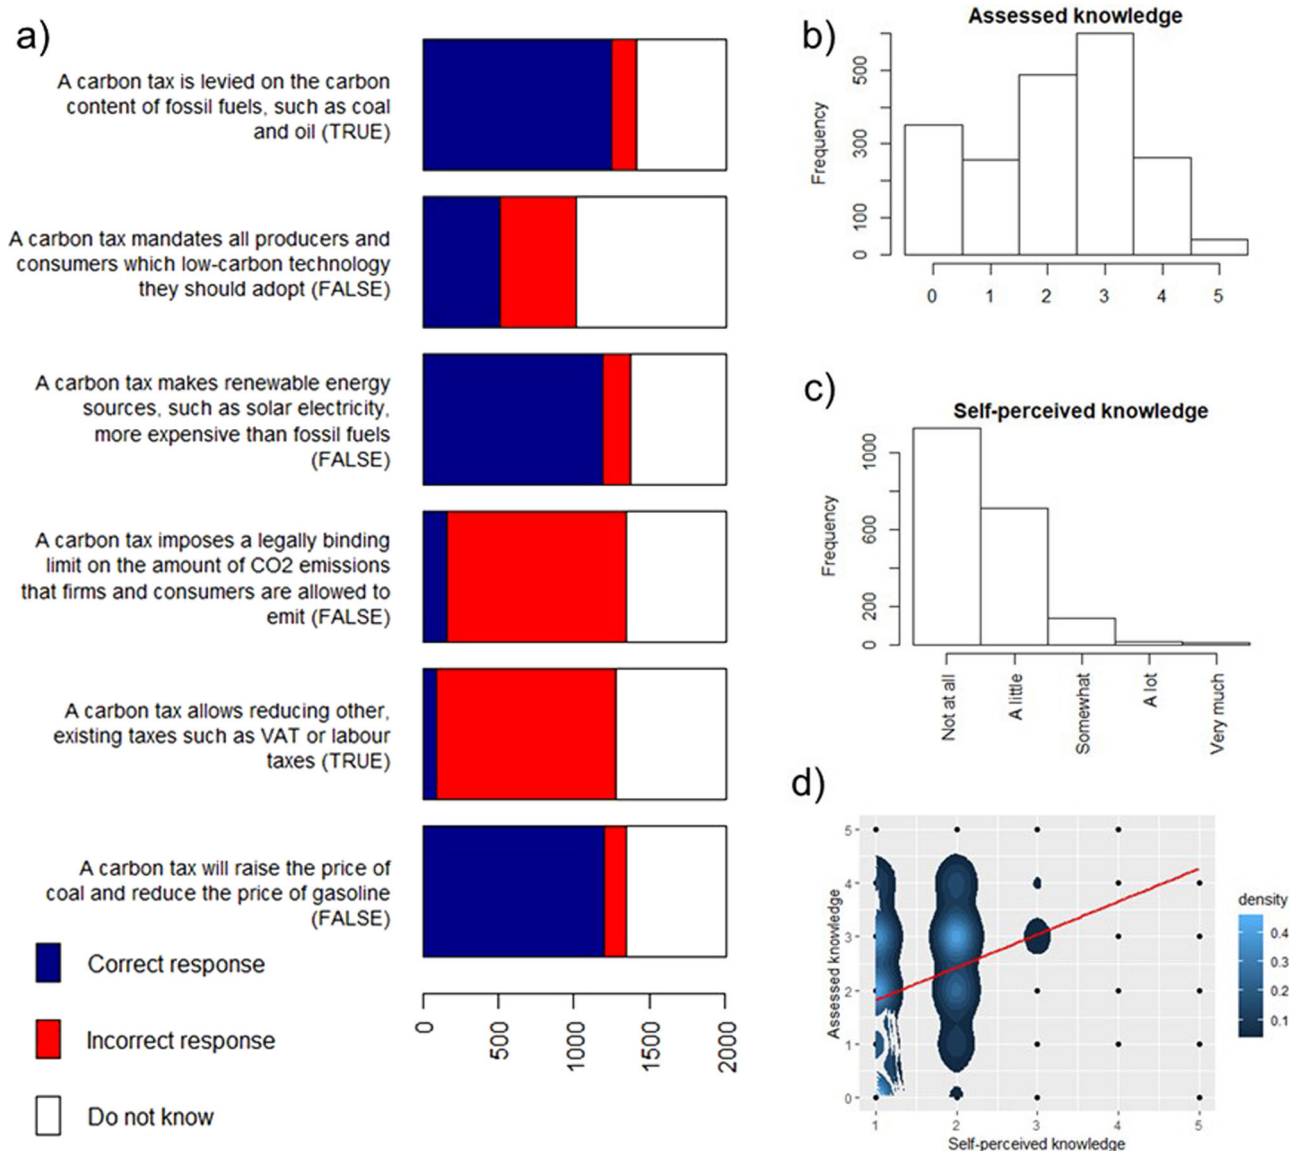 a)
A carbon tax is levied on the carbon
content of fossil fuels, such as coal
and oil (TRUE)
A carbon tax mandates all producers and
consumers which low-carbon technology
they should adopt (FALSE)
A carbon tax makes renewable energy
sources, such as solar electricity,
more expensive than fossil fuels
(FALSE)
A carbon tax imposes a legally binding
limit on the amount of CO2 emissions
that firms and consumers are allowed to
emit (FALSE)
A carbon tax allows reducing other,
existing taxes such as VAT or labour
taxes (TRUE)
A carbon tax will raise the price of
coal and reduce the price of gasoline
(FALSE)
Correct response
Incorrect response
Do not know
0 500 1000 1500 2000
b)
Assessed knowledge
Frequency
500
300
100
0
0 1 2 3 4 5
c)
Self-perceived knowledge
Frequency
1000
600
200
0
Not at all
A little
Somewhat
A lot
Very much
d)
Assessed knowledge
5
4
3
2
1
0
1 2 3 4 5
Self-perceived knowledge
density
0.4
0.3
0.2
0.1